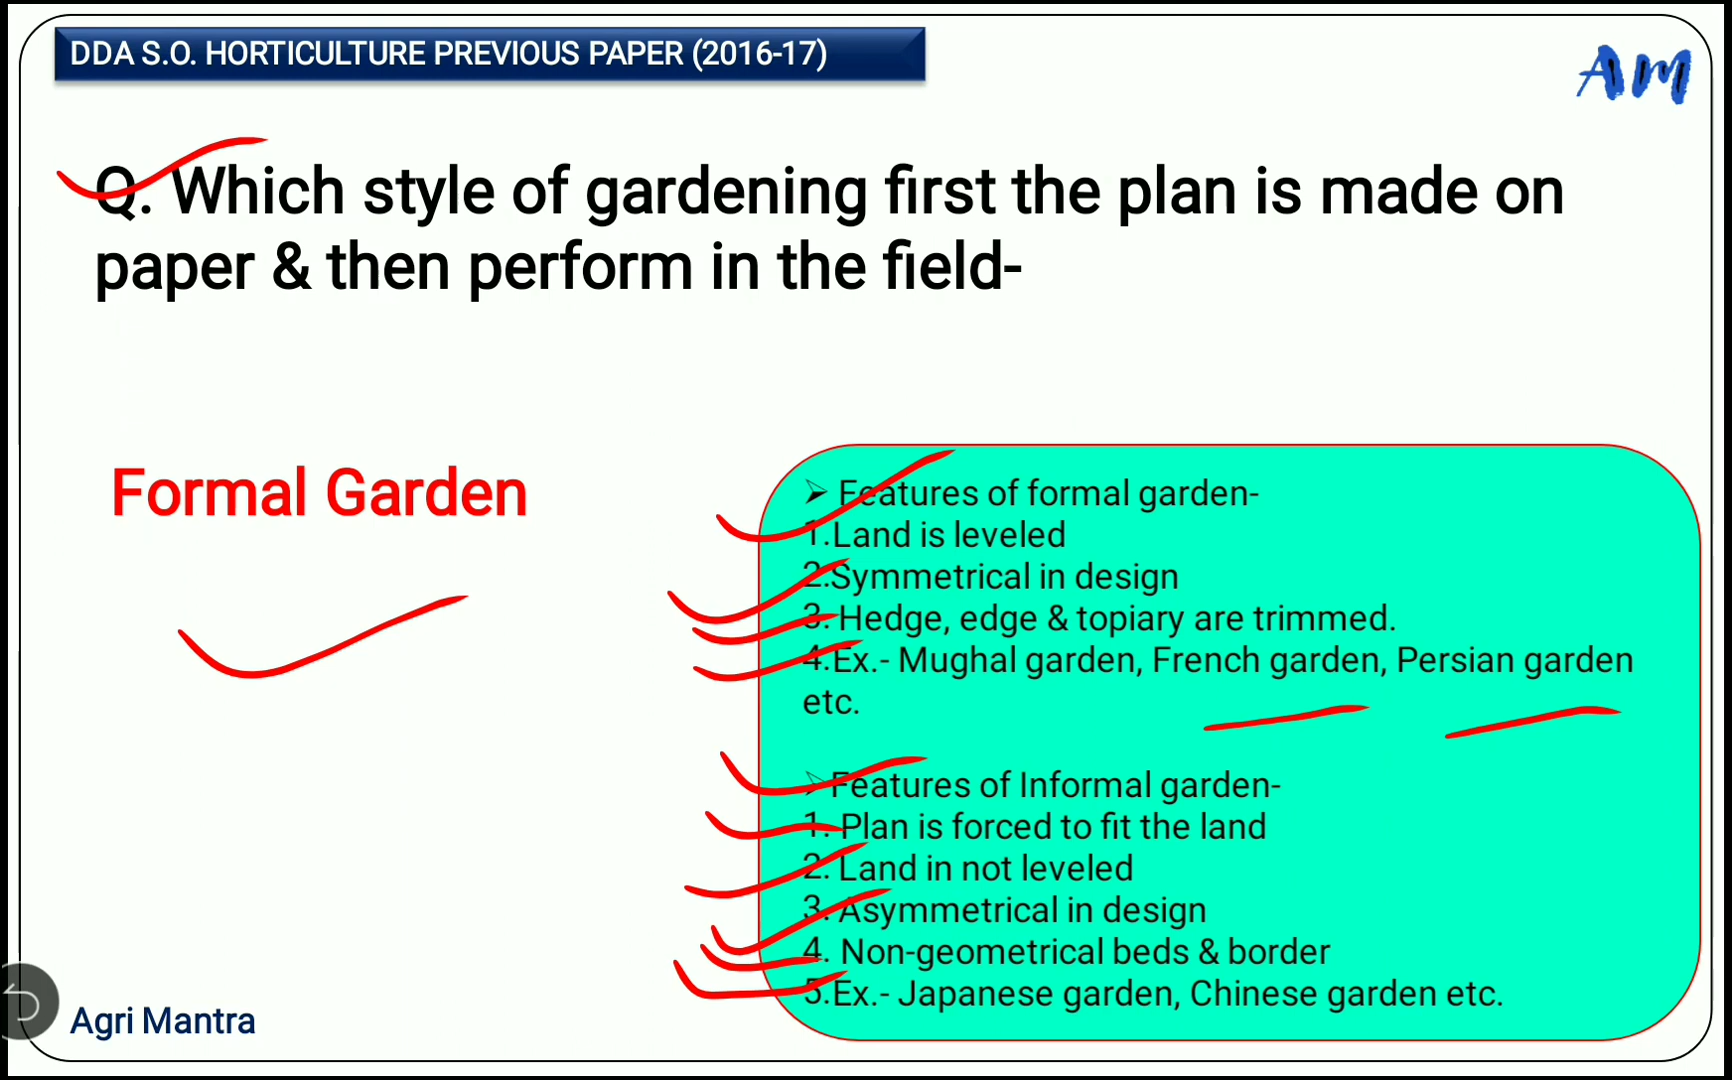 DDA S.O. HORTICULTURE PREVIOUS PAPER (2016-17)
AM
Q. Which style of gardening first the plan is made on
paper & then perform in the field-
Formal Garden
➢ Features of formal garden-
1.Land is leveled
2.Symmetrical in design
3. Hedge, edge & topiary are trimmed.
4.Ex.- Mughal garden, French garden, Persian garden
etc.
➢Features of Informal garden-
1. Plan is forced to fit the land
2. Land in not leveled
3. Asymmetrical in design
4. Non-geometrical beds & border
5.Ex.- Japanese garden, Chinese garden etc.
Agri Mantra